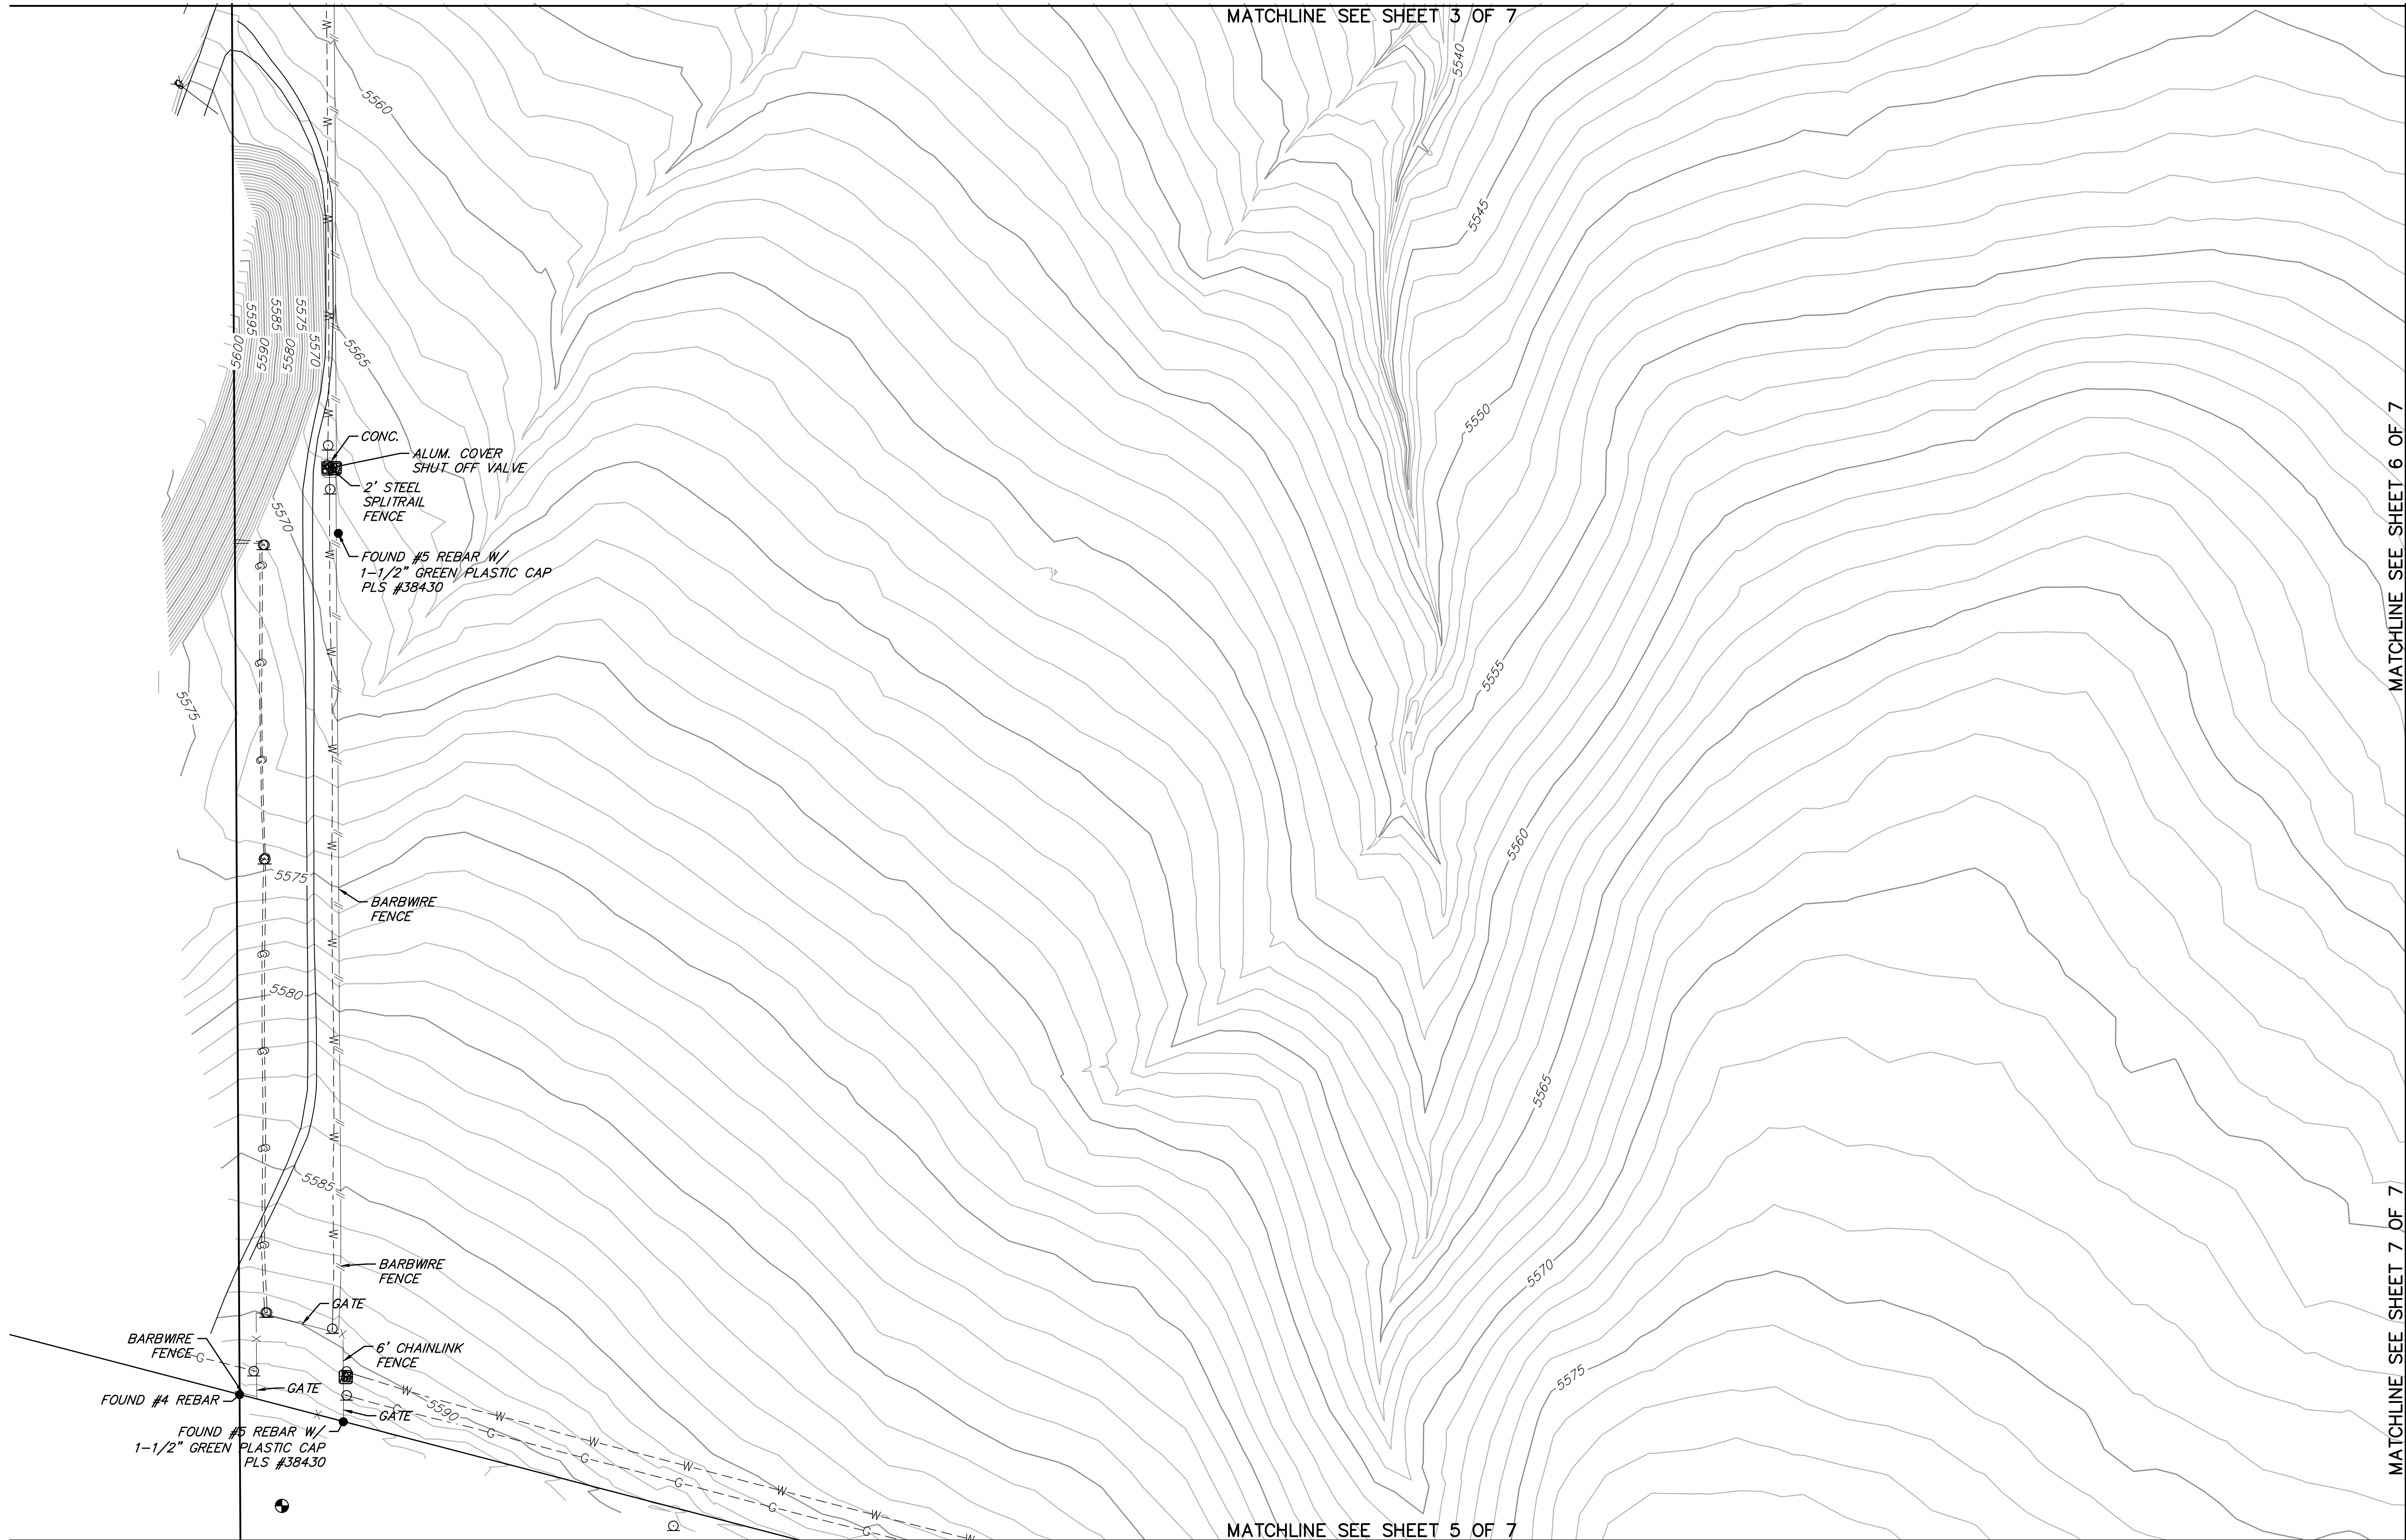 MATCHLINE SEE SHEET 3 OF 7
5540
5560
5545
5595
5585
5575
5570
5600
5590
5580
5565
5550
MATCHLINE SEE SHEET 6 OF 7
CONC.
ALUM. COVER
SHUT OFF VALVE
2' STEEL
SPLITRAIL
FENCE
5570
FOUND #5 REBAR W/
1-1/2" GREEN PLASTIC CAP
PLS #38430
5575
5555
5560
5575
BARBWIRE
FENCE
5580
5565
5585
BARBWIRE
FENCE
5570
GATE
BARBWIRE
FENCE
6' CHAINLINK
FENCE
GATE
FOUND #4 REBAR
GATE
5590
5575
FOUND #5 REBAR W/
1-1/2" GREEN PLASTIC CAP
PLS #38430
W
W
W
W
W
W
W
W
W
W
W
W
W
W
G
G
G
G
G
G
G
G
G
G
G
G
G
G
W
W
W
W
W
W
W
MATCHLINE SEE SHEET 7 OF 7
MATCHLINE SEE SHEET 5 OF 7